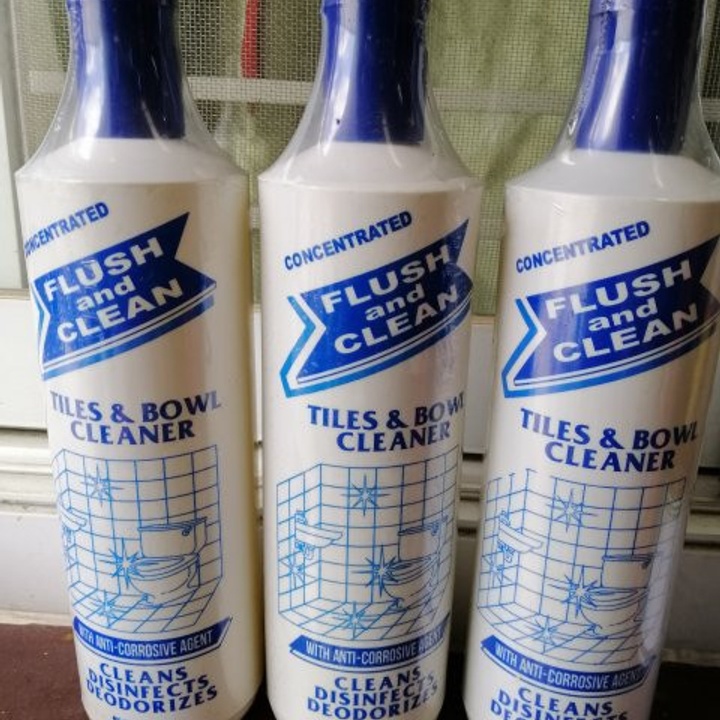 CONCENTRATED
FLUSH
and
CLEAN
TILES & BOWL
CLEANER
WITH ANTI-CORROSIVE AGENT
CLEANS
DISINFECTS
DEODORIZES
CONCENTRATED
FLUSH
and
CLEAN
TILES & BOWL
CLEANER
WITH ANTI-CORROSIVE AGENT
CLEANS
DISINFECTS
DEODORIZES
CONCENTRATED
FLUSH
and
CLEAN
TILES & BOWL
CLEANER
WITH ANTI-CORROSIVE AGENT
CLEANS
DISINFECTS
DEODORIZES